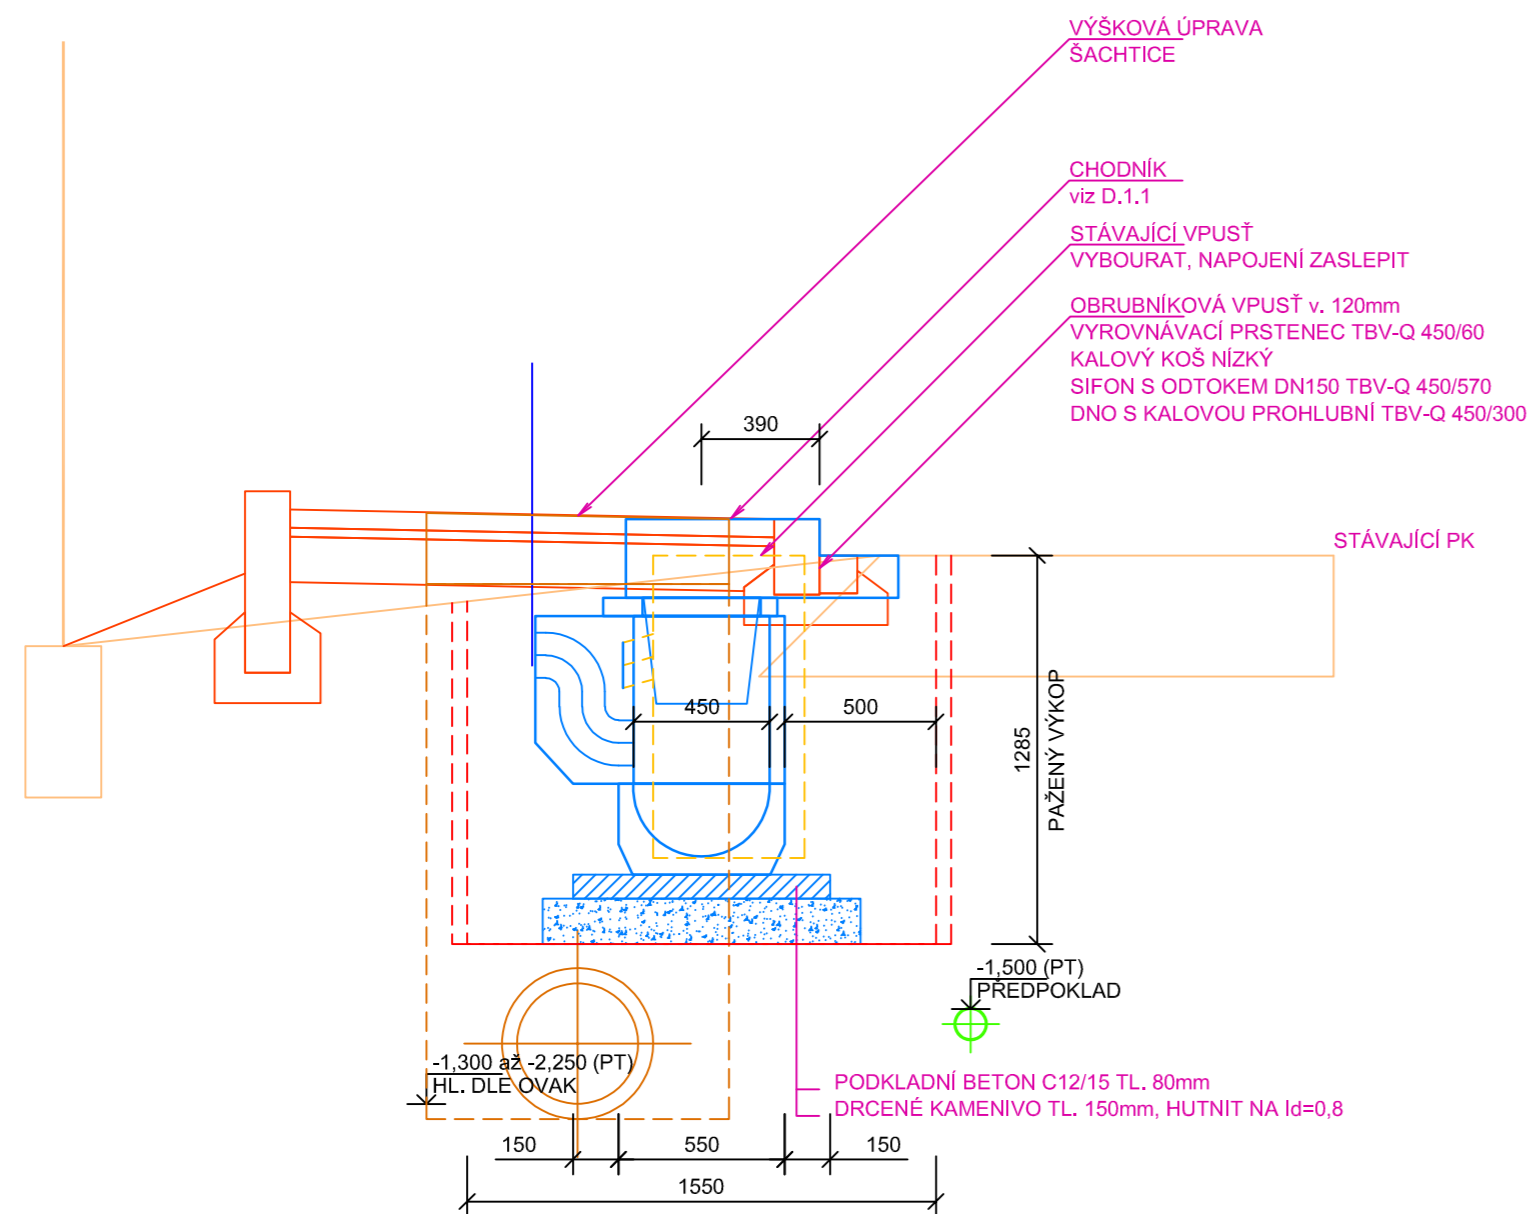 VÝŠKOVÁ ÚPRAVA
ŠACHTICE
CHODNÍK
viz D.1.1
STÁVAJÍCÍ VPUSŤ
VYBOURAT, NAPOJENÍ ZASLEPIT
OBRUBNÍKOVÁ VPUSŤ v. 120mm
VYROVNÁVACÍ PRSTENEC TBV-Q 450/60
KALOVÝ KOŠ NÍZKÝ
SIFON S ODTOKEM DN150 TBV-Q 450/570
DNO S KALOVOU PROHLUBNÍ TBV-Q 450/300
390
STÁVAJÍCÍ PK
450
500
1285
PAŽENÝ VÝKOP
-1,500 (PT)
PŘEDPOKLAD
-1,300 až -2,250 (PT)
HL. DLE OVAK
PODKLADNÍ BETON C12/15 TL. 80mm
DRCENÉ KAMENIVO TL. 150mm, HUTNIT NA Id=0,8
150
550
150
1550